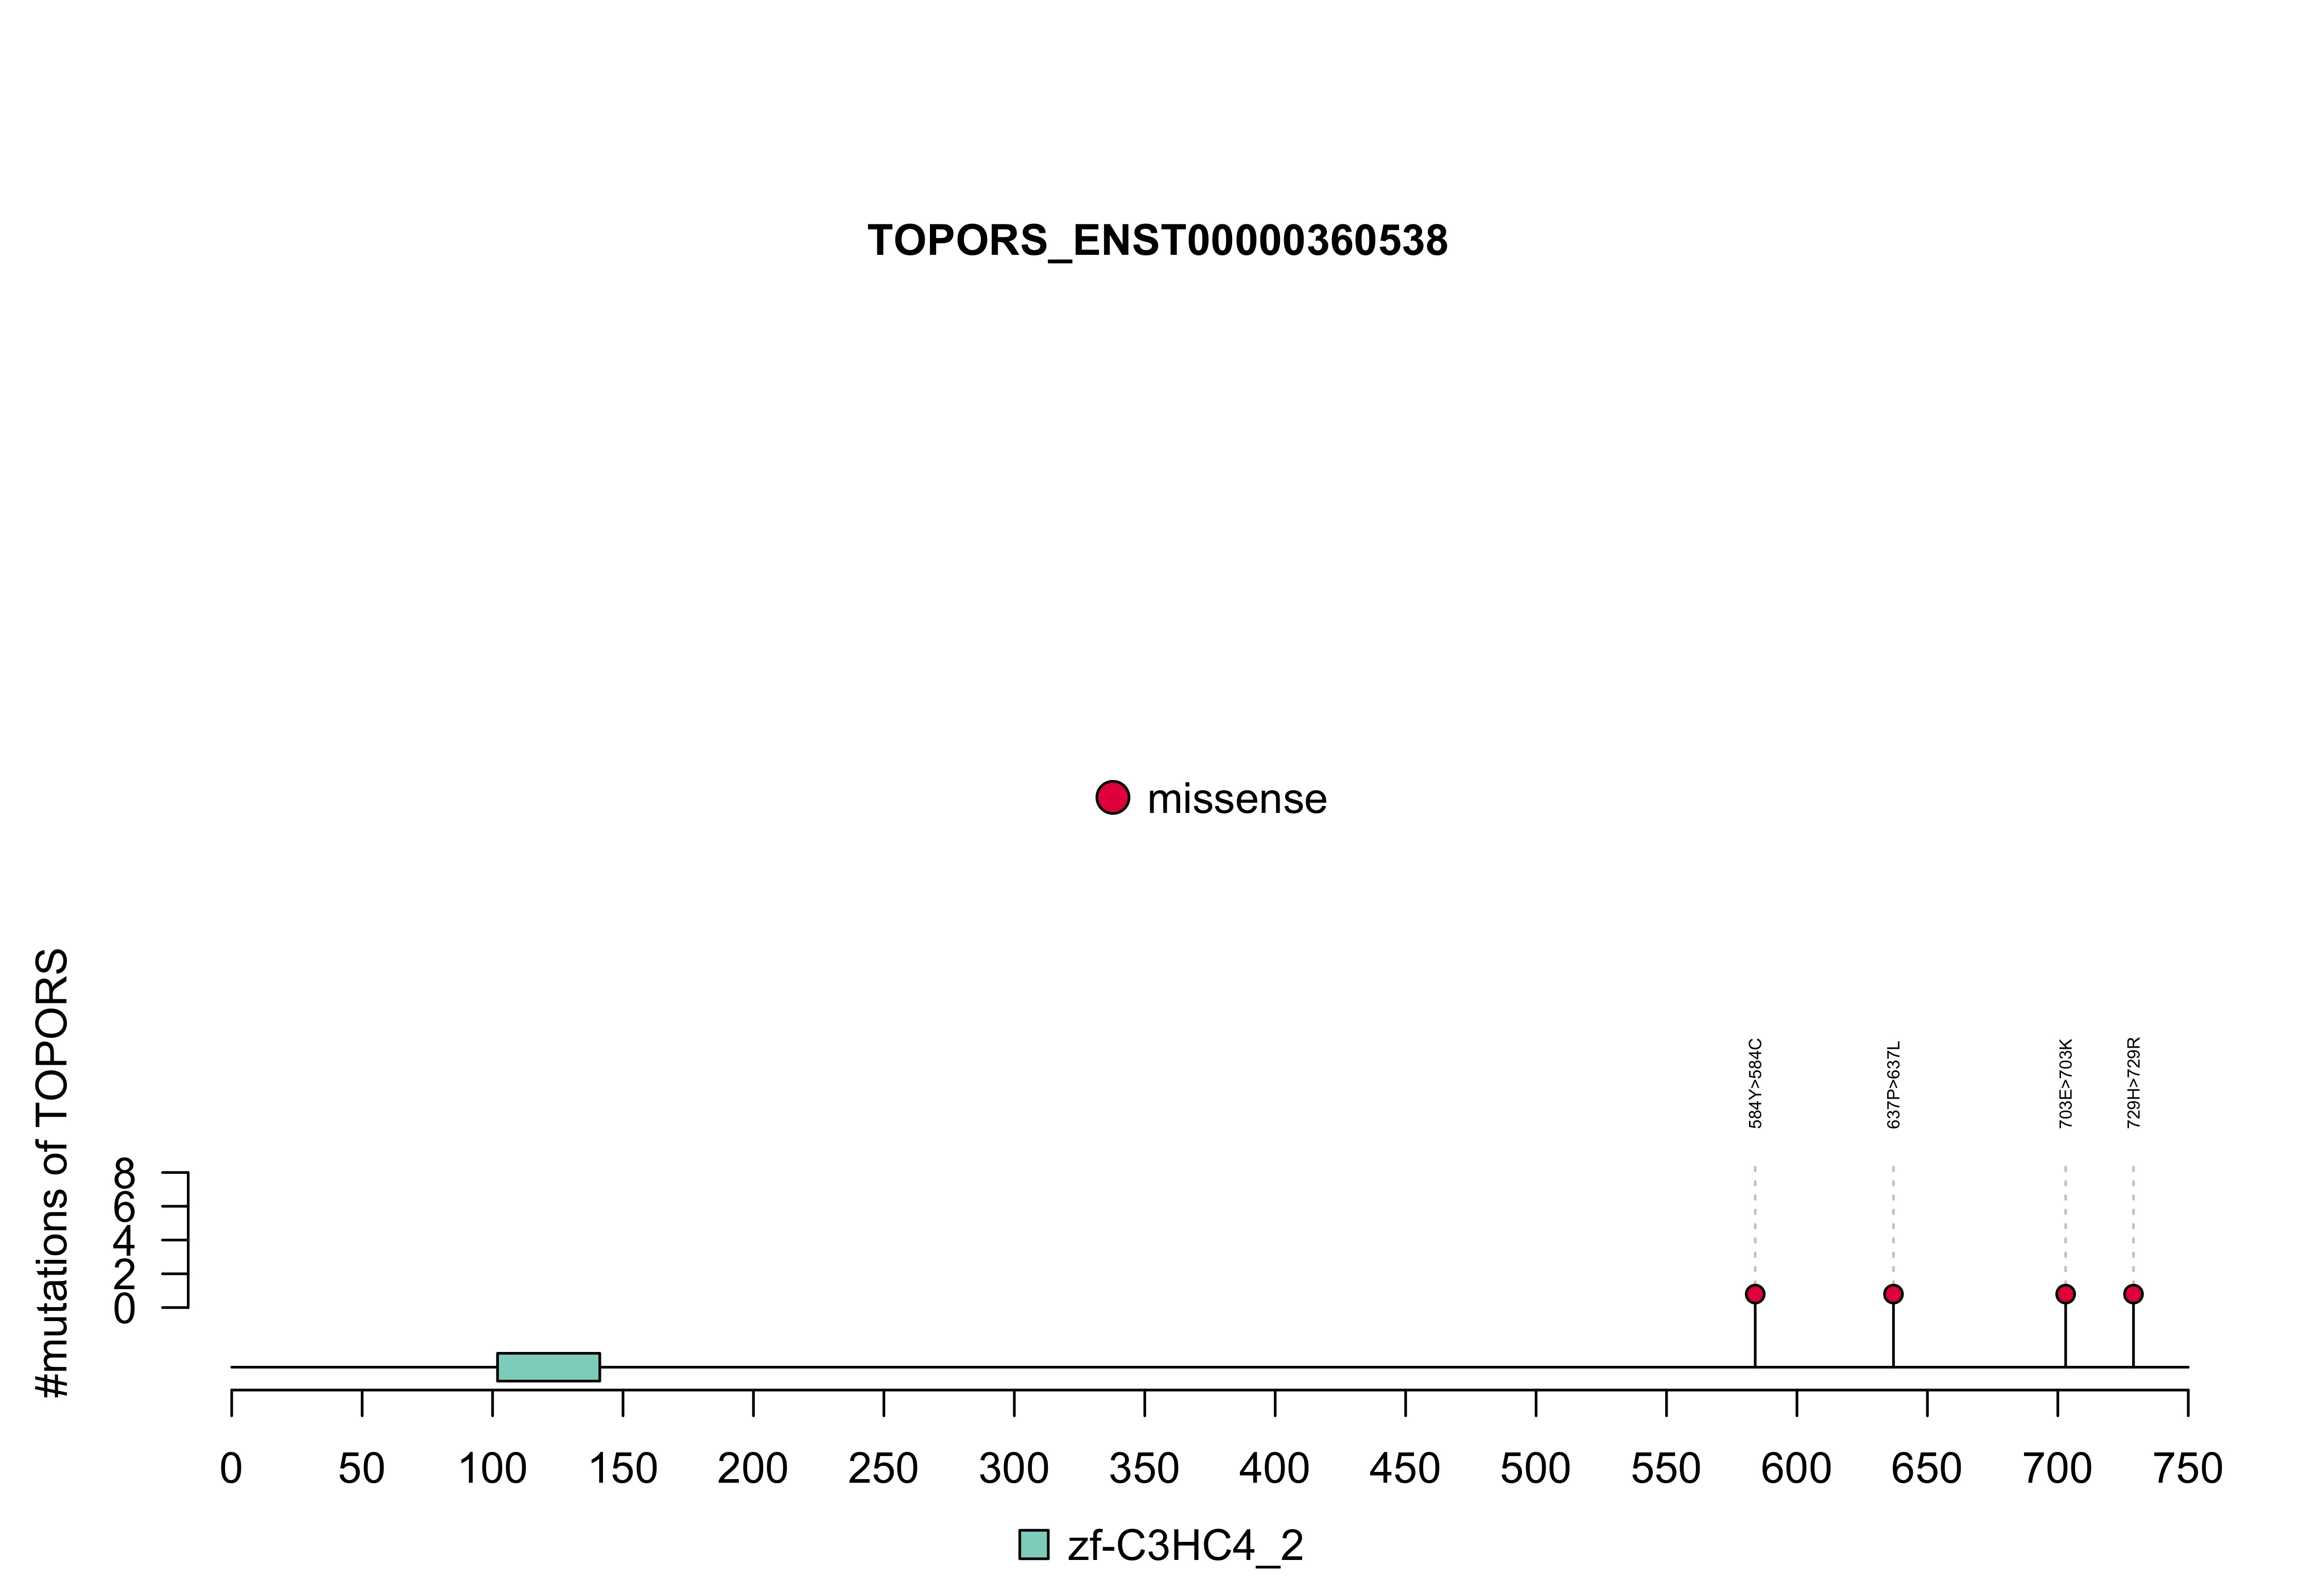 TOPORS_ENST00000360538
missense
#mutations of TOPORS
584Y>584C
637P>637L
703E>703K
729H>729R
8
6
4
2
0
0 50 100 150 200 250 300 350 400 450 500 550 600 650 700 750
zf-C3HC4_2